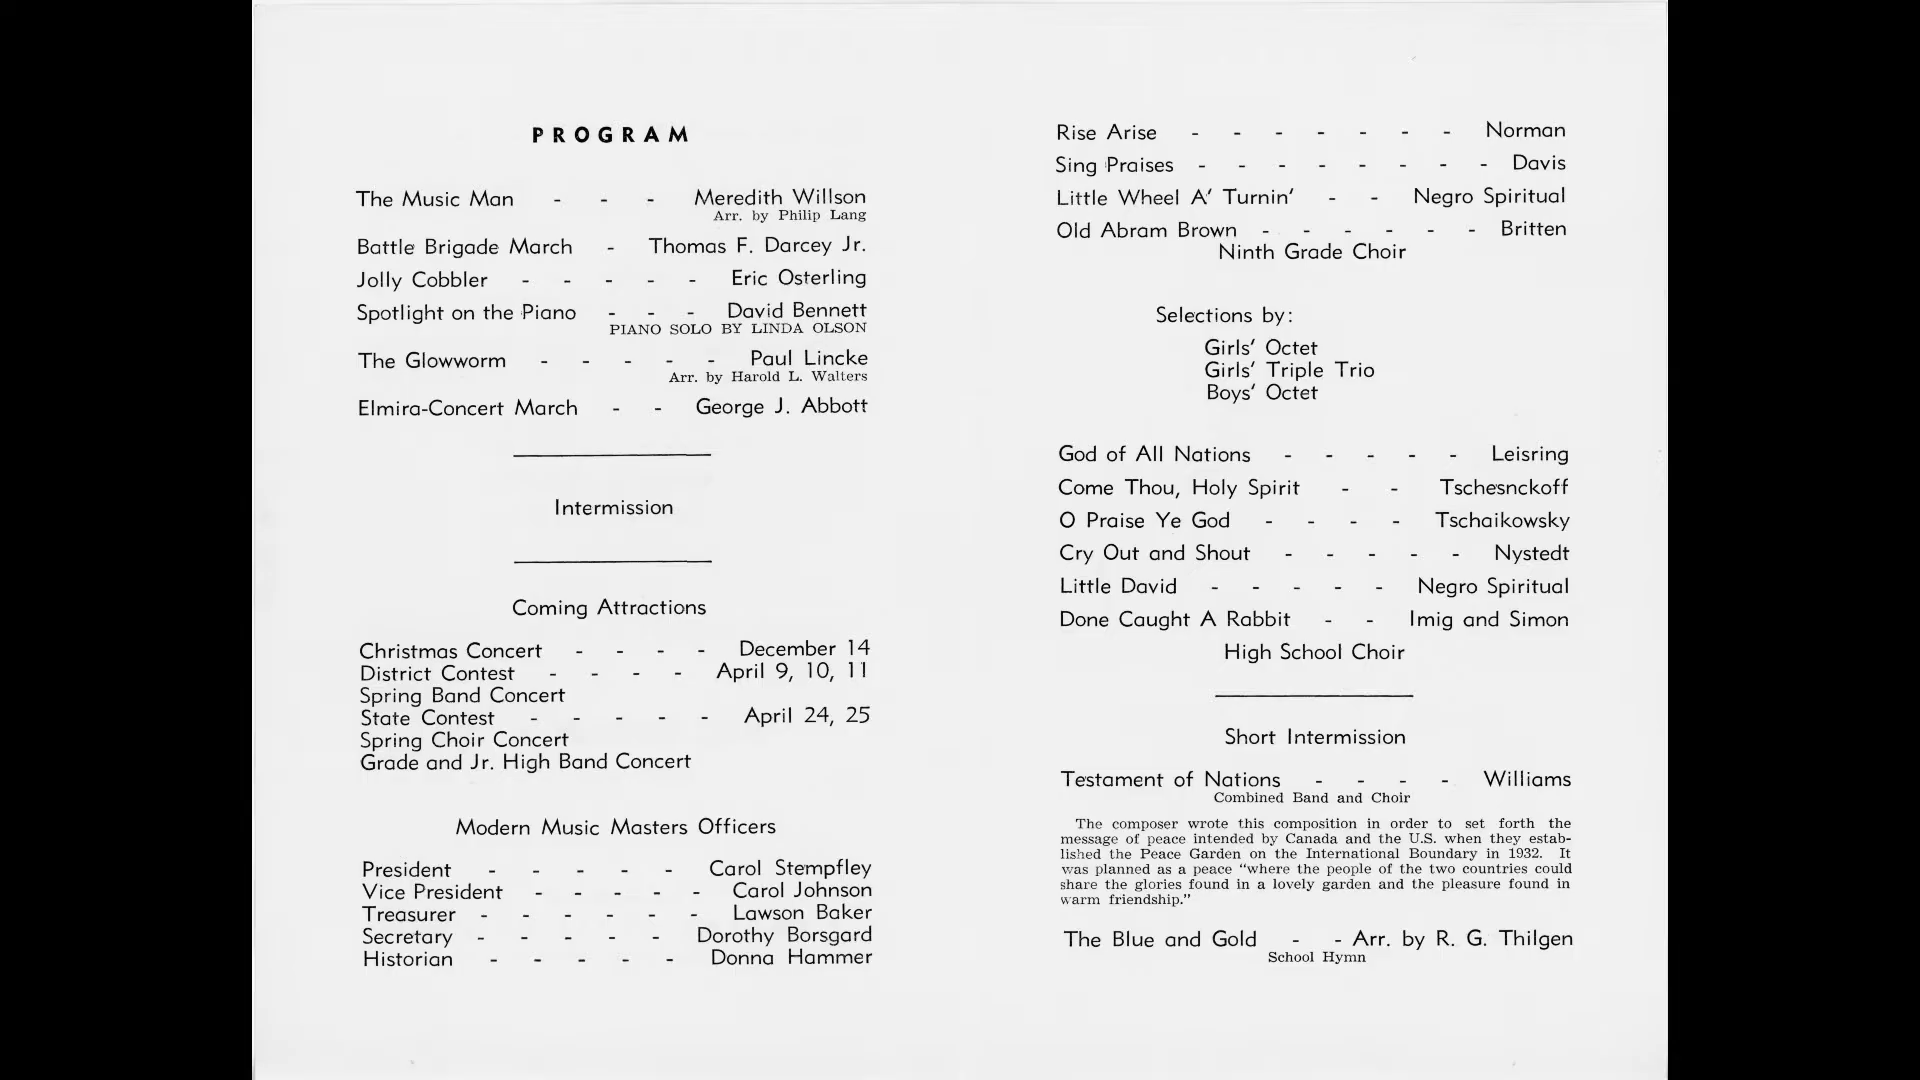 PROGRAM
The Music Man - - - Meredith Willson
Arr. by Philip Lang
Battle Brigade March - Thomas F. Darcey Jr.
Jolly Cobbler - - - - - Eric Osterling
Spotlight on the Piano - - - David Bennett
PIANO SOLO BY LINDA OLSON
The Glowworm - - - - - Paul Lincke
Arr. by Harold L. Walters
Elmira-Concert March - - George J. Abbott
Intermission
Coming Attractions
Christmas Concert - - - - December 14
District Contest - - - - April 9, 10, 11
Spring Band Concert
State Contest - - - - - April 24, 25
Spring Choir Concert
Grade and Jr. High Band Concert
Modern Music Masters Officers
President - - - - - Carol Stempfley
Vice President - - - - - Carol Johnson
Treasurer - - - - - - Lawson Baker
Secretary - - - - - Dorothy Borsgard
Historian - - - - - Donna Hammer
Rise Arise - - - - - - - Norman
Sing Praises - - - - - - - - Davis
Little Wheel A' Turnin' - - Negro Spiritual
Old Abram Brown - - - - - - Britten
Ninth Grade Choir
Selections by:
Girls' Octet
Girls' Triple Trio
Boys' Octet
God of All Nations - - - - - Leisring
Come Thou, Holy Spirit - - Tschesnckoff
O Praise Ye God - - - - Tschaikowsky
Cry Out and Shout - - - - - Nystedt
Little David - - - - - Negro Spiritual
Done Caught A Rabbit - - Imig and Simon
High School Choir
Short Intermission
Testament of Nations - - - - Williams
Combined Band and Choir
The composer wrote this composition in order to set forth the
message of peace intended by Canada and the U.S. when they estab-
lished the Peace Garden on the International Boundary in 1932. It
was planned as a peace "where the people of the two countries could
share the glories found in a lovely garden and the pleasure found in
warm friendship."
The Blue and Gold - - Arr. by R. G. Thilgen
School Hymn